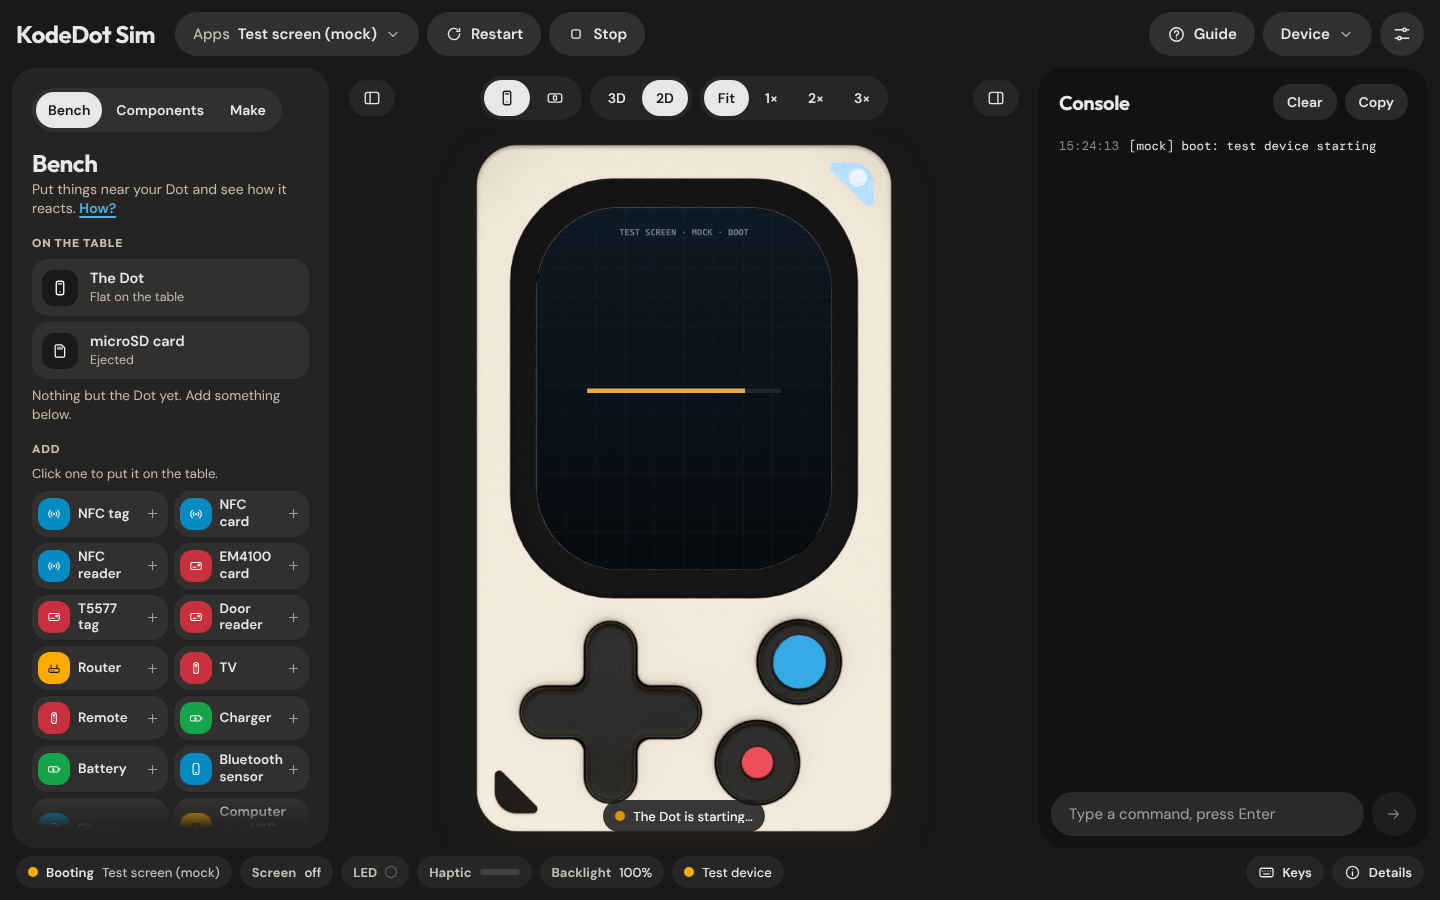 KodeDot Sim
Apps Test screen (mock)
Restart
Stop
Guide
Device
Bench
Components
Make
3D
2D
Fit
1×
2×
3×
Console
Clear
Copy
Bench
Put things near your Dot and see how it
reacts. How?
ON THE TABLE
The Dot
Flat on the table
microSD card
Ejected
Nothing but the Dot yet. Add something
below.
ADD
Click one to put it on the table.
NFC tag
NFC
card
NFC
reader
EM4100
card
T5577
tag
Door
reader
Router
TV
Remote
Charger
Battery
Bluetooth
sensor
Computer
TEST SCREEN · MOCK · BOOT
The Dot is starting…
15:24:13 [mock] boot: test device starting
Type a command, press Enter
Booting Test screen (mock)
Screen off
LED
Haptic
Backlight 100%
Test device
Keys
Details